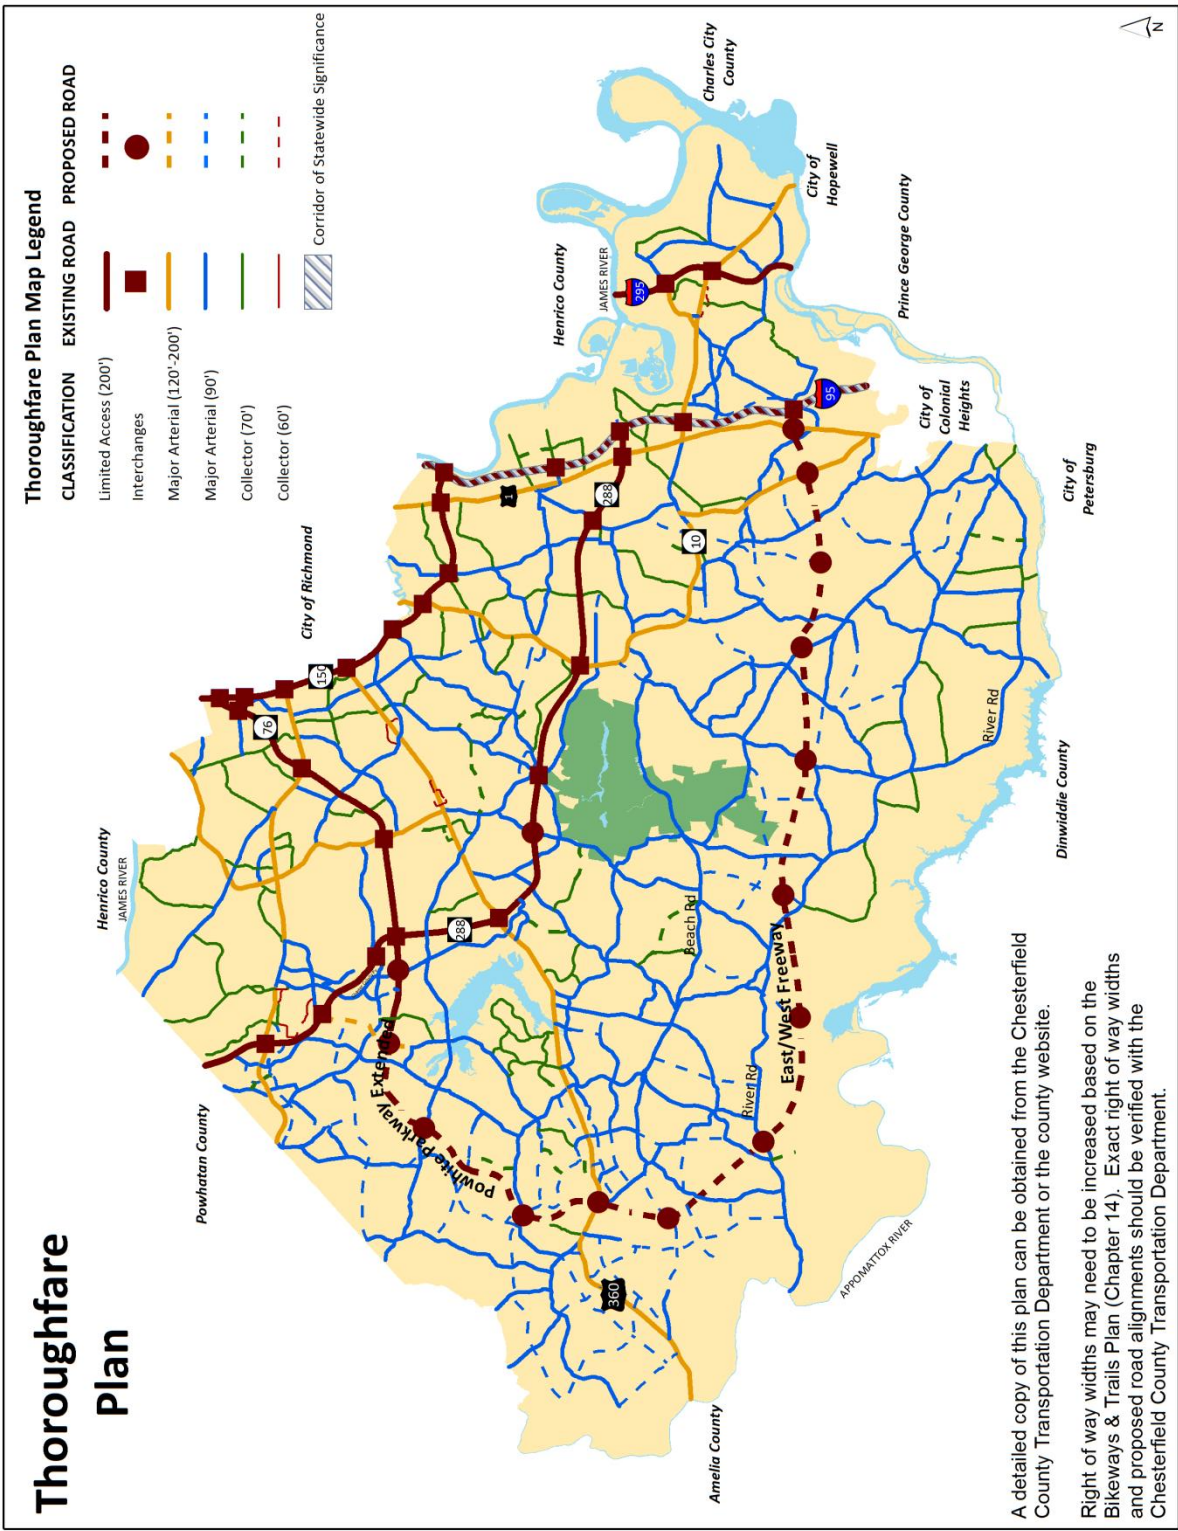 Thoroughfare
Plan
Thoroughfare Plan Map Legend
CLASSIFICATION EXISTING ROAD PROPOSED ROAD
Limited Access (200')
Interchanges
Major Arterial (120'-200')
Major Arterial (90')
Collector (70')
Collector (60')
Corridor of Statewide Significance
Powhatan County
Henrico County
JAMES RIVER
City of Richmond
Henrico County
JAMES RIVER
Charles City
County
City of
Hopewell
Prince George County
City of
Colonial
Heights
City of
Petersburg
Dinwiddie County
Amelia County
APPOMATTOX RIVER
76
150
288
1
288
10
295
95
360
Powhite Parkway Extended
East/West Freeway
Beach Rd
River Rd
River Rd
A detailed copy of this plan can be obtained from the Chesterfield
County Transportation Department or the county website.
Right of way widths may need to be increased based on the
Bikeways & Trails Plan (Chapter 14). Exact right of way widths
and proposed road alignments should be verified with the
Chesterfield County Transportation Department.
N